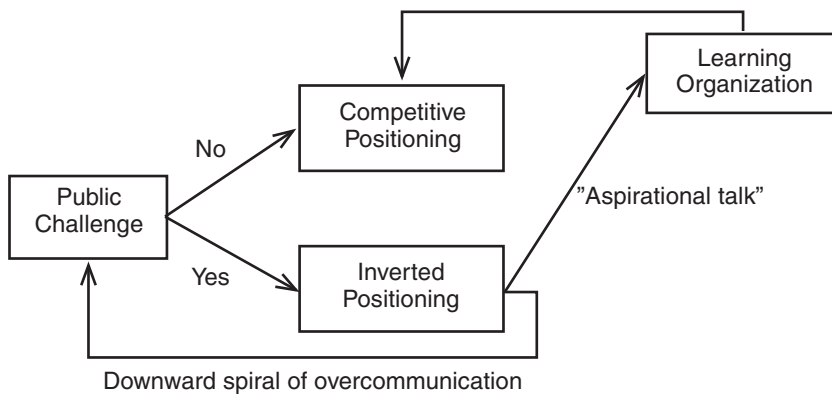 Learning
Organization
Competitive
Positioning
No
Public
Challenge
”Aspirational talk”
Yes
Inverted
Positioning
Downward spiral of overcommunication